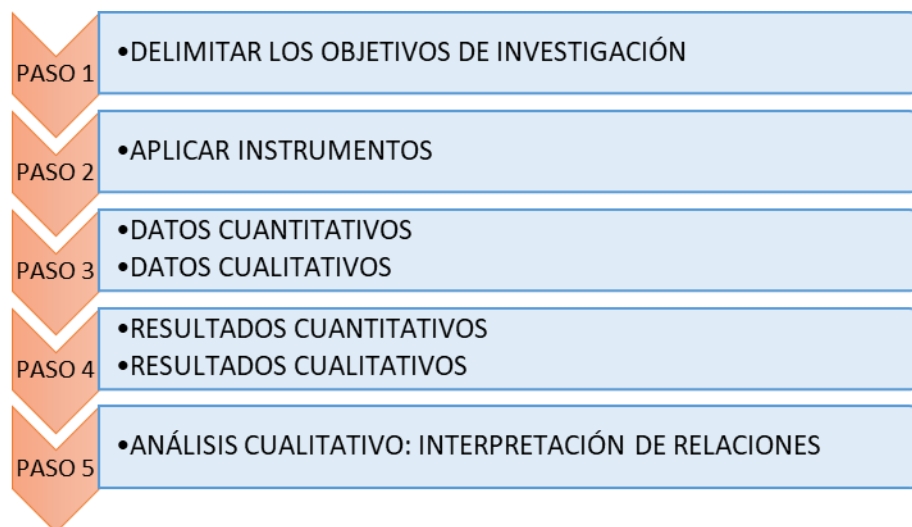 PASO 1
•DELIMITAR LOS OBJETIVOS DE INVESTIGACIÓN
PASO 2
•APLICAR INSTRUMENTOS
PASO 3
•DATOS CUANTITATIVOS
•DATOS CUALITATIVOS
PASO 4
•RESULTADOS CUANTITATIVOS
•RESULTADOS CUALITATIVOS
PASO 5
•ANÁLISIS CUALITATIVO: INTERPRETACIÓN DE RELACIONES